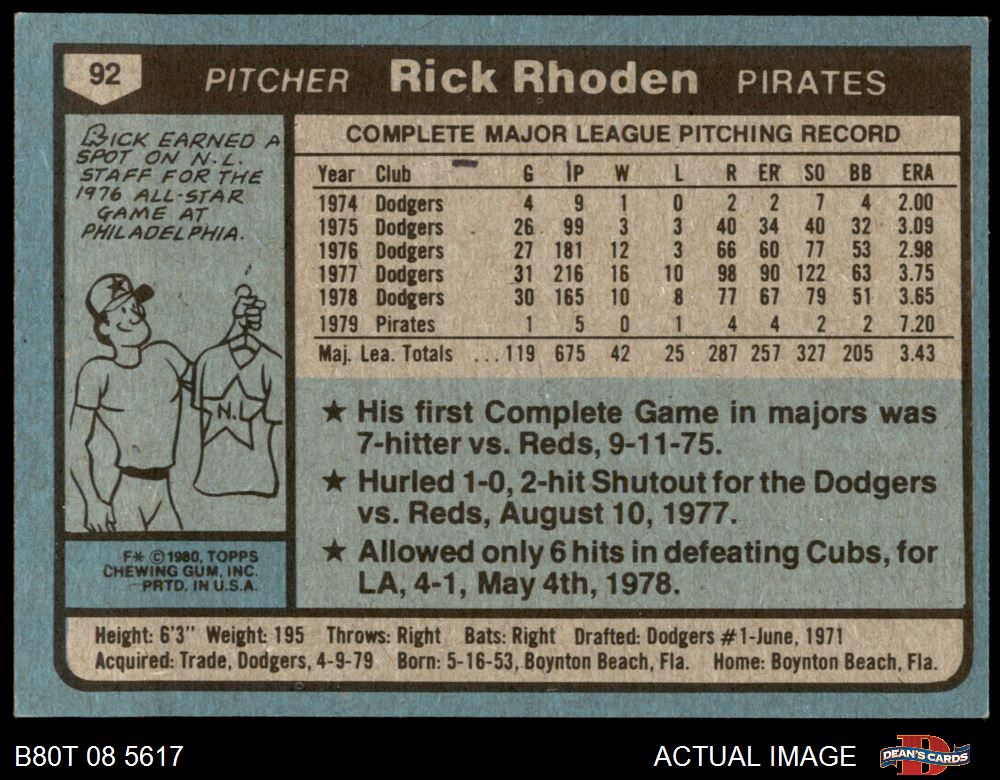 92 PITCHER Rick Rhoden PIRATES
RICK EARNED A
SPOT ON N.L.
STAFF FOR THE
1976 ALL-STAR
GAME AT
PHILADELPHIA.
N.L.
F* © 1980, TOPPS
CHEWING GUM, INC.
PRTD. IN U.S.A.
COMPLETE MAJOR LEAGUE PITCHING RECORD
Year Club G IP W L R ER SO BB ERA
1974 Dodgers 4 9 1 0 2 2 7 4 2.00
1975 Dodgers 26 99 3 3 40 34 40 32 3.09
1976 Dodgers 27 181 12 3 66 60 77 53 2.98
1977 Dodgers 31 216 16 10 98 90 122 63 3.75
1978 Dodgers 30 165 10 8 77 67 79 51 3.65
1979 Pirates 1 5 0 1 4 4 2 2 7.20
Maj. Lea. Totals ...119 675 42 25 287 257 327 205 3.43
★ His first Complete Game in majors was
7-hitter vs. Reds, 9-11-75.
★ Hurled 1-0, 2-hit Shutout for the Dodgers
vs. Reds, August 10, 1977.
★ Allowed only 6 hits in defeating Cubs, for
LA, 4-1, May 4th, 1978.
Height: 6'3" Weight: 195 Throws: Right Bats: Right Drafted: Dodgers #1-June, 1971
Acquired: Trade, Dodgers, 4-9-79 Born: 5-16-53, Boynton Beach, Fla. Home: Boynton Beach, Fla.
B80T 08 5617 ACTUAL IMAGE DEAN'S CARDS